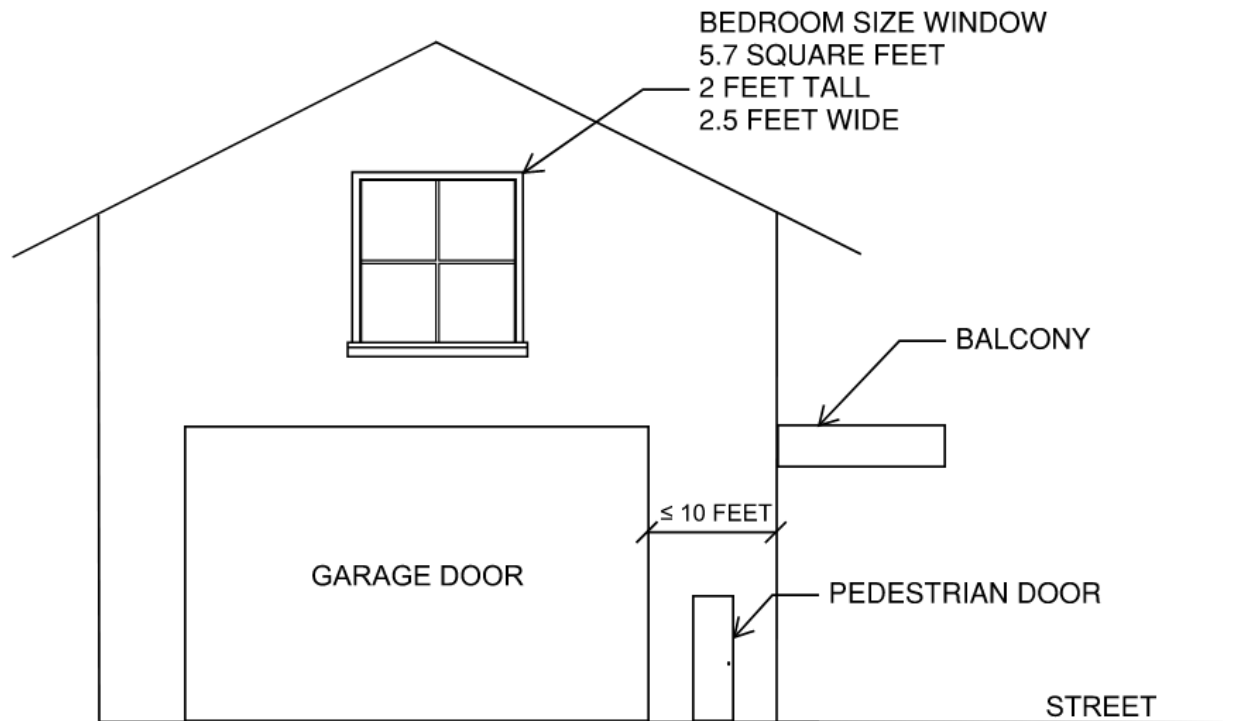 BEDROOM SIZE WINDOW
5.7 SQUARE FEET
2 FEET TALL
2.5 FEET WIDE
BALCONY
≤ 10 FEET
GARAGE DOOR
PEDESTRIAN DOOR
STREET